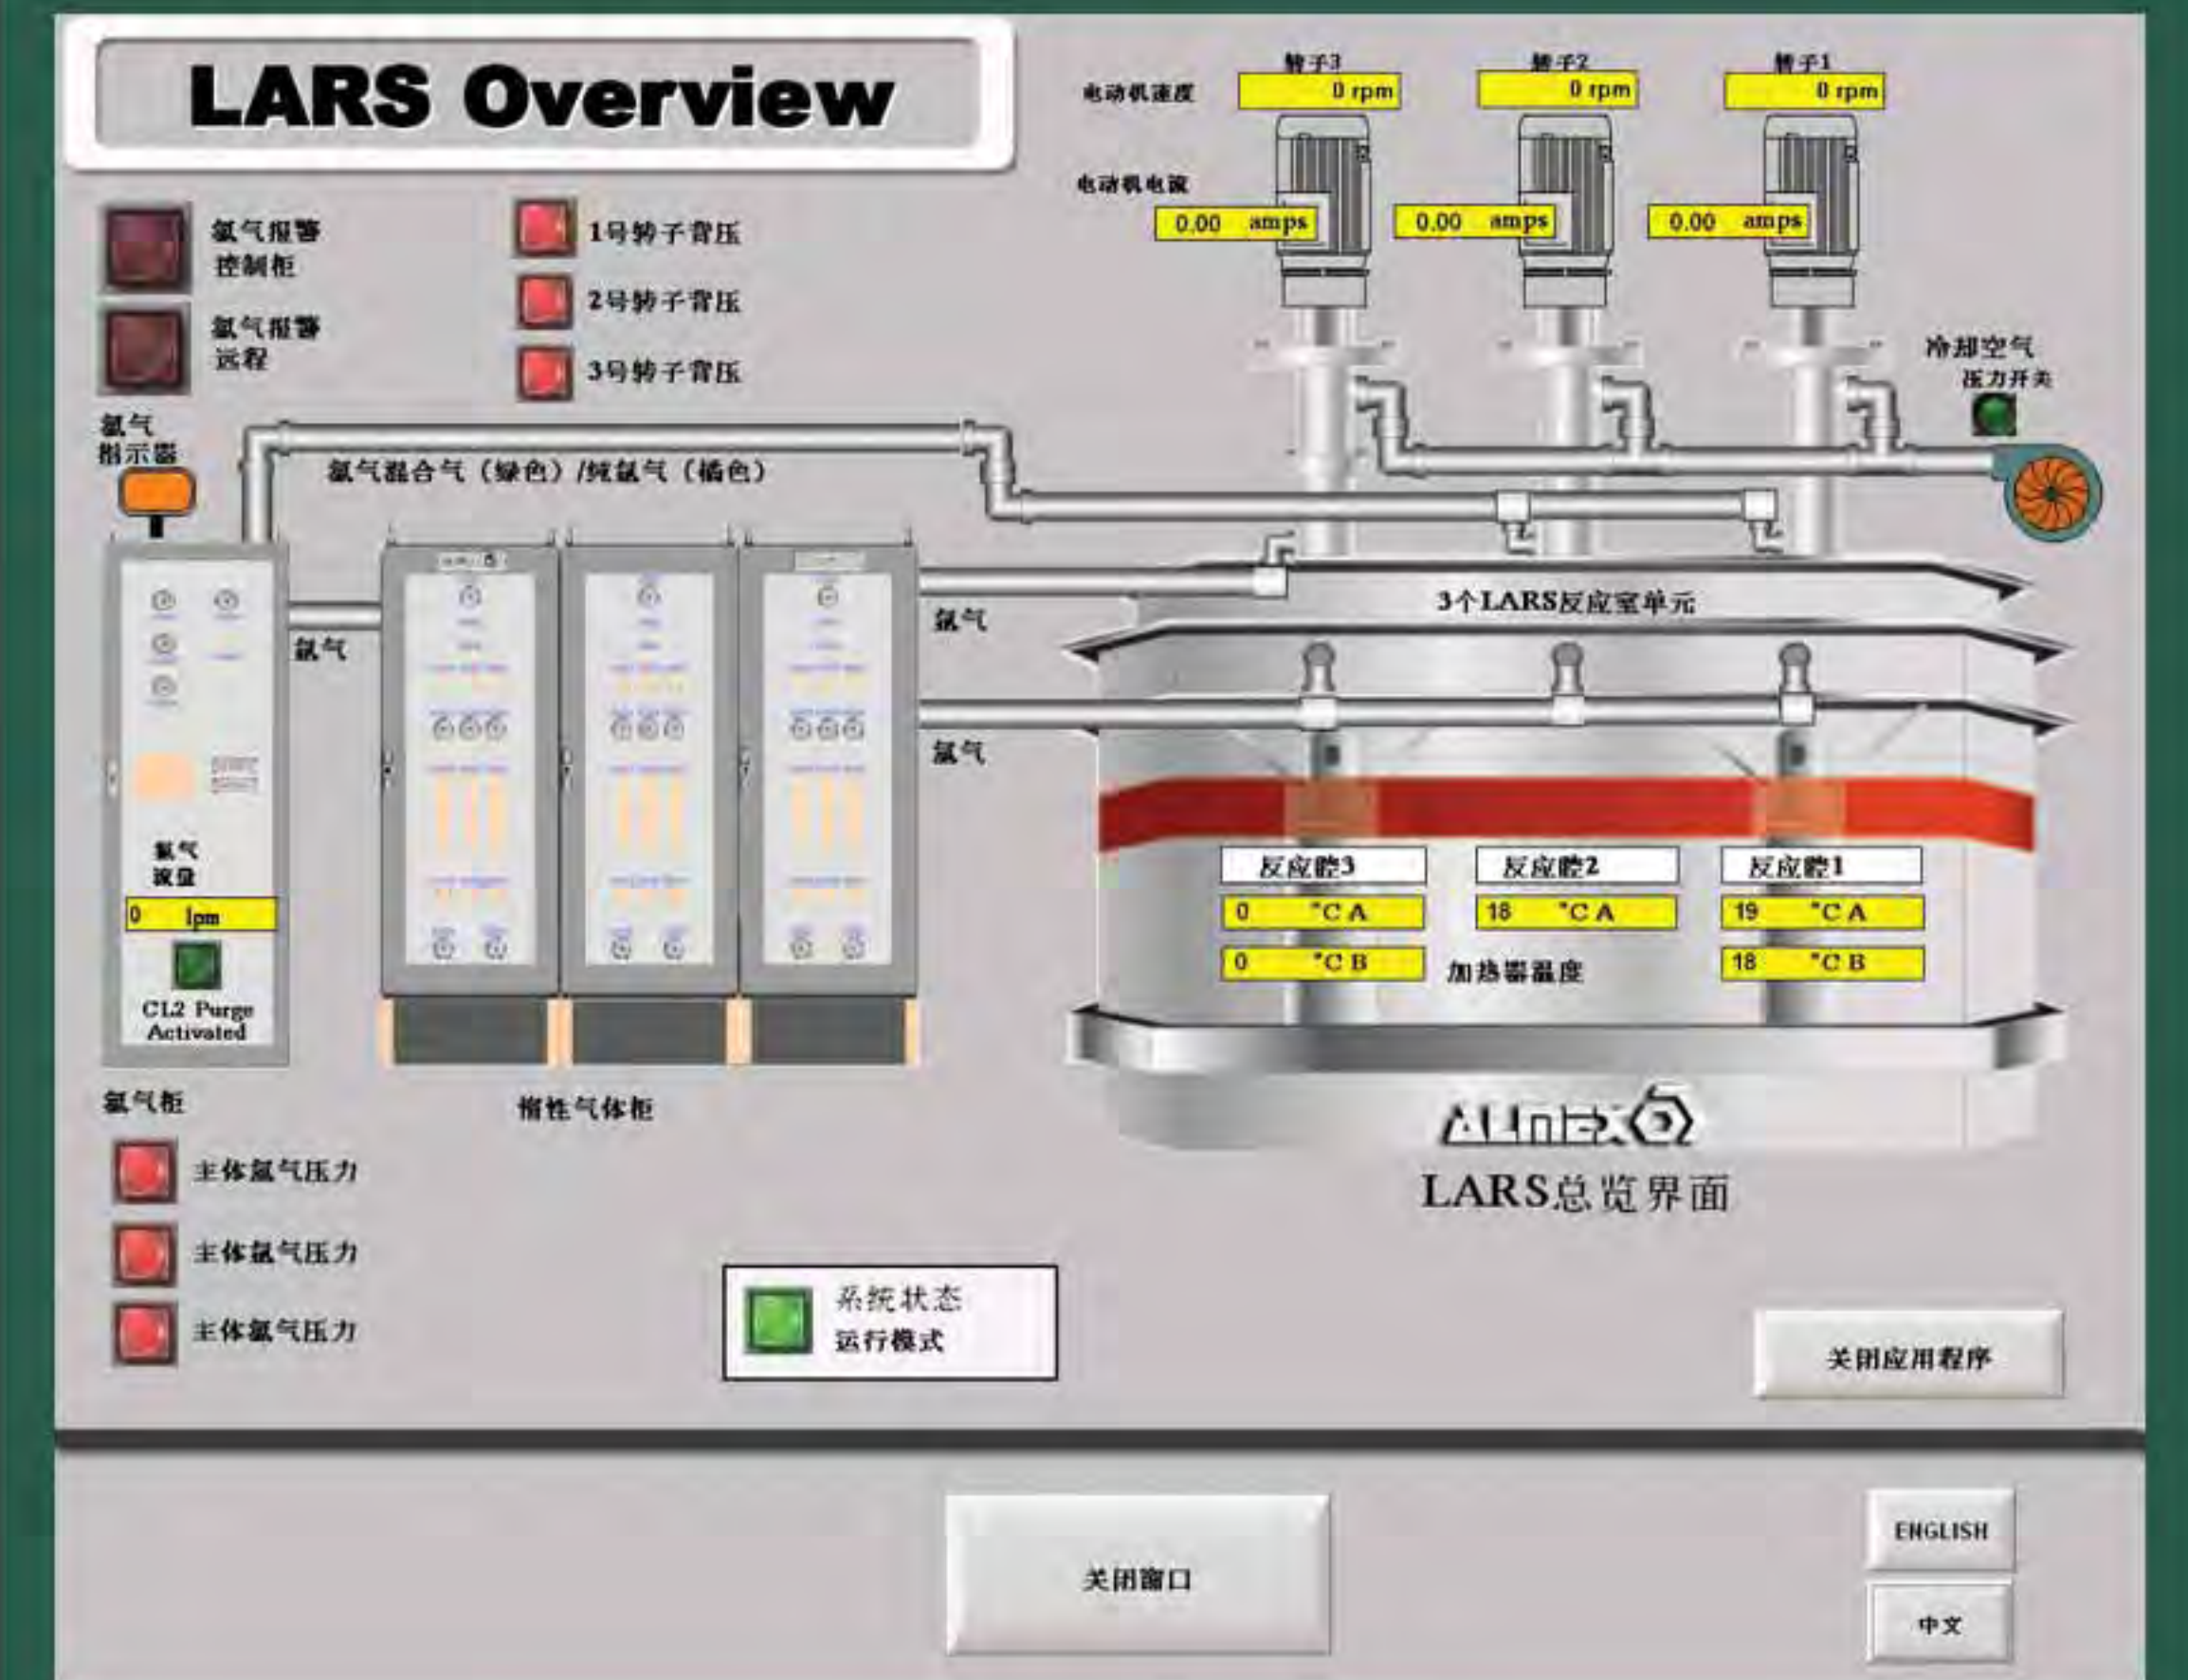 LARS Overview
转子3
转子2
转子1
电动机速度
0 rpm
0 rpm
0 rpm
电动机电流
0.00 amps
0.00 amps
0.00 amps
氯气报警
控制柜
氯气报警
远程
1号转子背压
2号转子背压
3号转子背压
冷却空气
压力开关
氯气
指示器
氯气混合气（绿色）/纯氩气（橘色）
氩气
氩气
氩气
3个LARS反应室单元
氯气
流量
0 lpm
CL2 Purge
Activated
反应腔3
反应腔2
反应腔1
0 °C A
18 °C A
19 °C A
0 °C B
加热器温度
18 °C B
氯气柜
惰性气体柜
ALMEX
LARS总览界面
主体氩气压力
主体氩气压力
主体氯气压力
系统状态
运行模式
关闭应用程序
关闭窗口
ENGLISH
中文